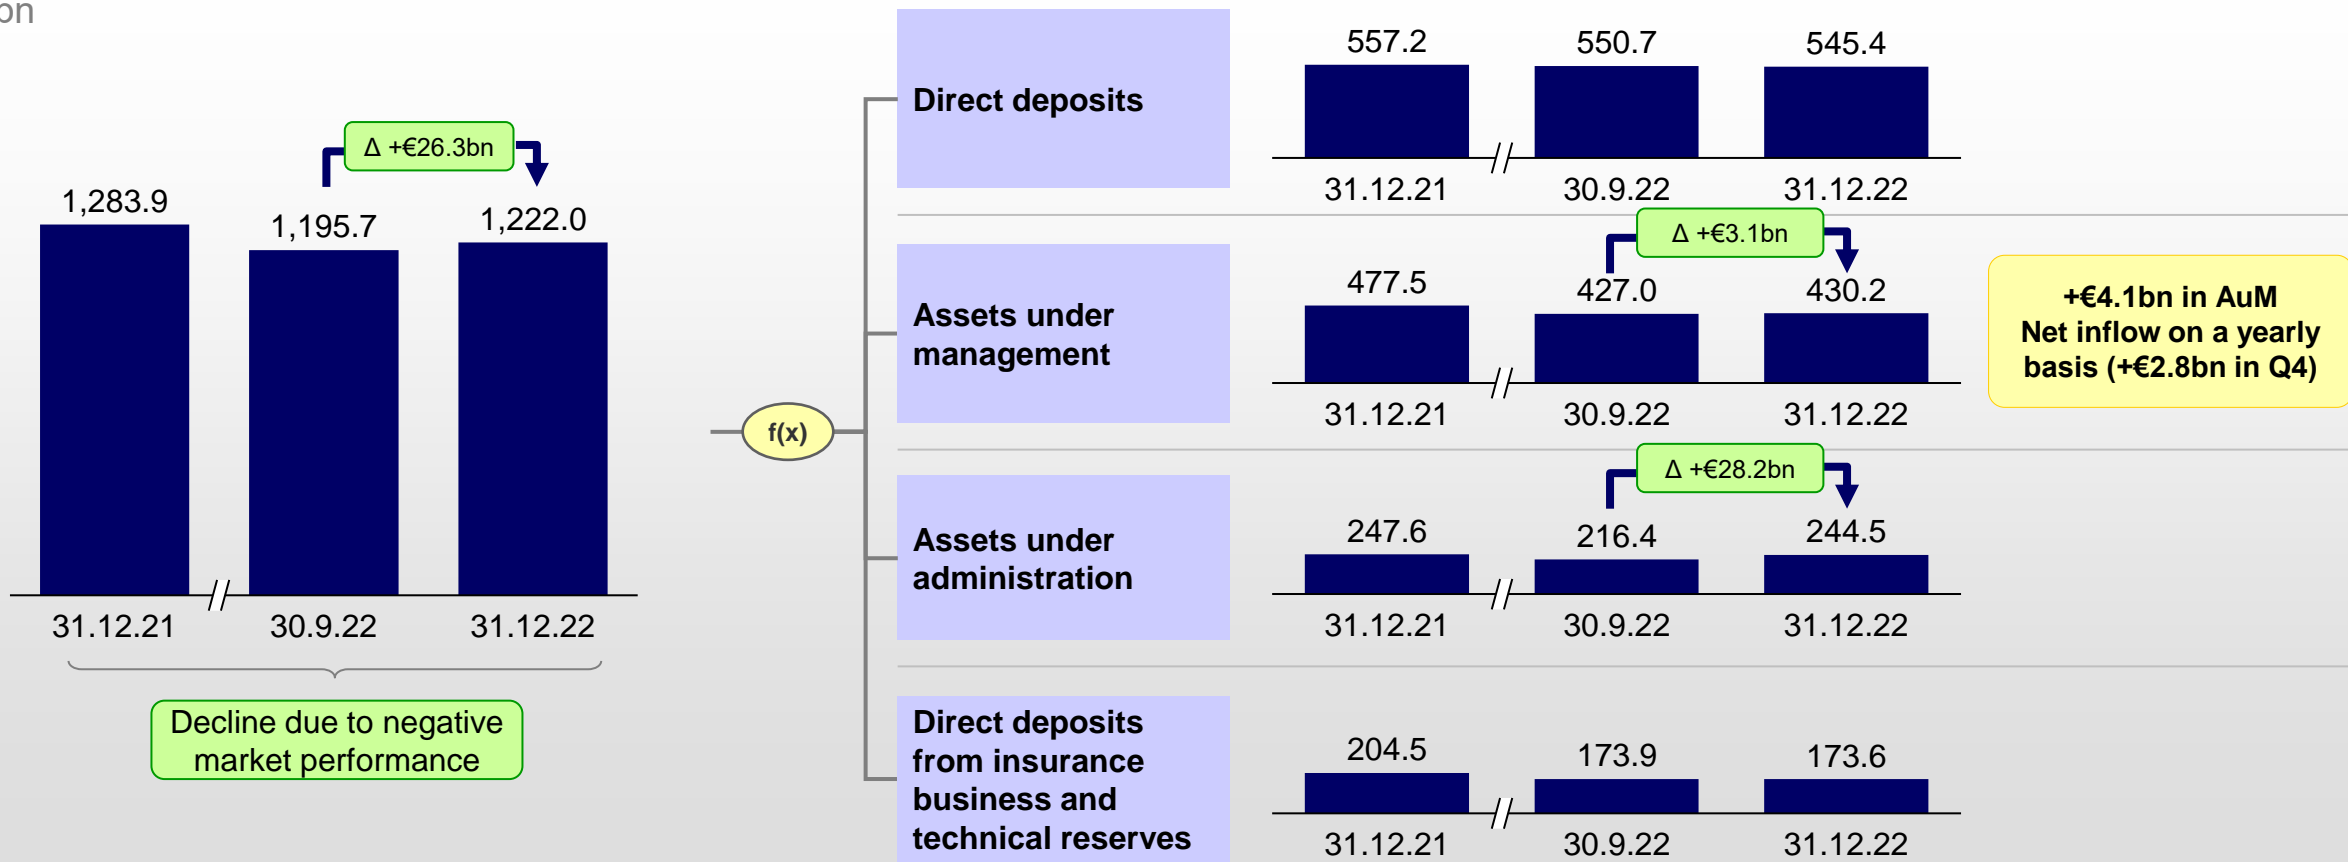 bn
Δ +€26.3bn
1,283.9
1,195.7
1,222.0
31.12.21
30.9.22
31.12.22
Decline due to negative
market performance
f(x)
Direct deposits
557.2
550.7
545.4
31.12.21
30.9.22
31.12.22
Assets under
management
Δ +€3.1bn
477.5
427.0
430.2
31.12.21
30.9.22
31.12.22
+€4.1bn in AuM
Net inflow on a yearly
basis (+€2.8bn in Q4)
Assets under
administration
Δ +€28.2bn
247.6
216.4
244.5
31.12.21
30.9.22
31.12.22
Direct deposits
from insurance
business and
technical reserves
204.5
173.9
173.6
31.12.21
30.9.22
31.12.22